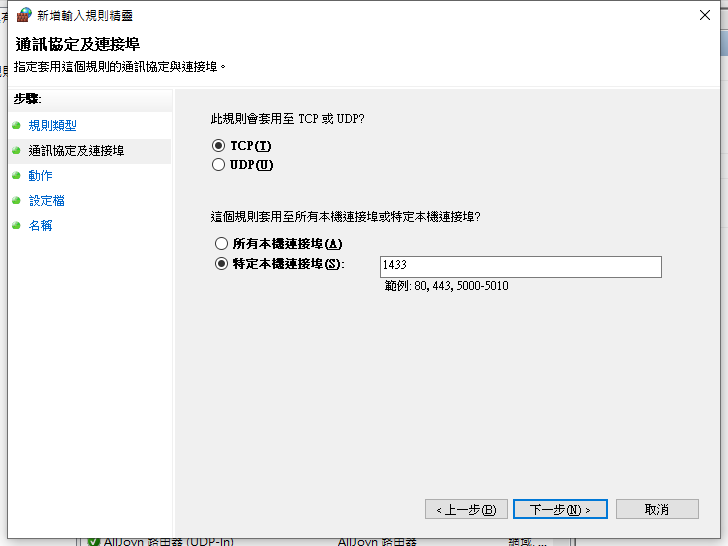 新增輸入規則精靈
通訊協定及連接埠
指定套用這個規則的通訊協定與連接埠。
步驟:
規則類型
通訊協定及連接埠
動作
設定檔
名稱
此規則會套用至 TCP 或 UDP?
TCP(T)
UDP(U)
這個規則套用至所有本機連接埠或特定本機連接埠?
所有本機連接埠(A)
特定本機連接埠(S):
1433
範例: 80, 443, 5000-5010
< 上一步(B)
下一步(N) >
取消
AllJoyn 路由器 (UDP-In) AllJoyn 路由器 網域, ...